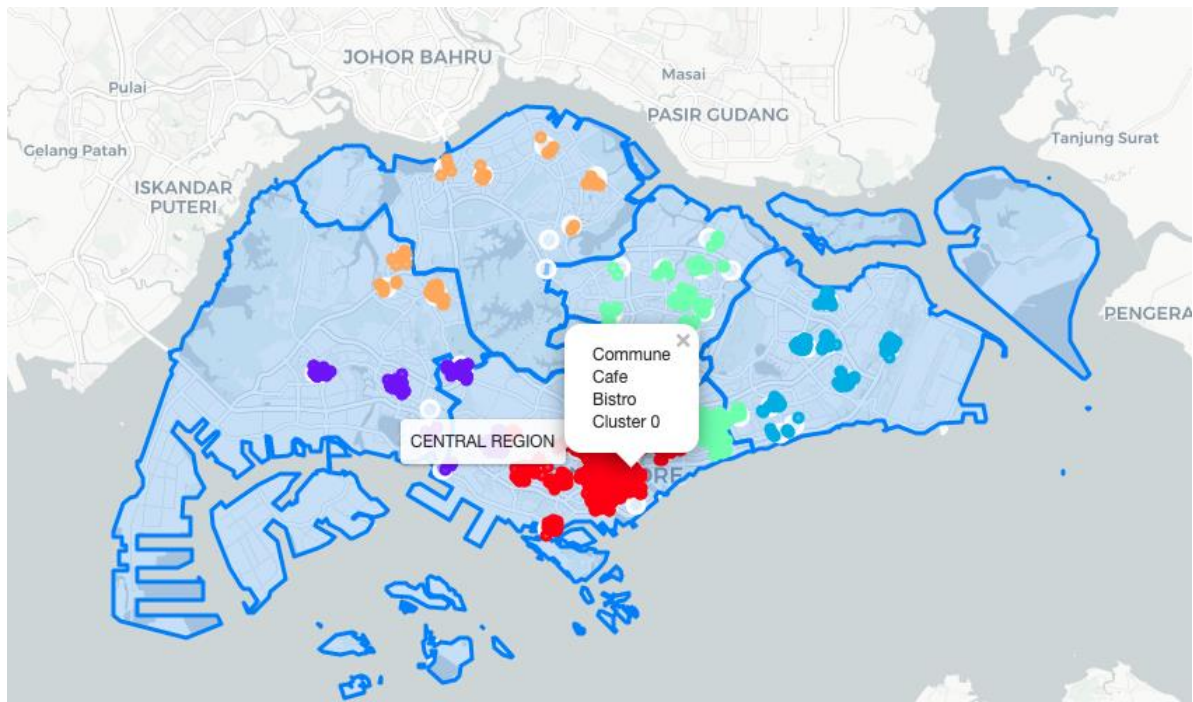 JOHOR BAHRU
Masai
Pulai
PASIR GUDANG
Tanjung Surat
Gelang Patah
ISKANDAR
PUTERI
PENGERA
Commune
Cafe
Bistro
Cluster 0
CENTRAL REGION
ORE